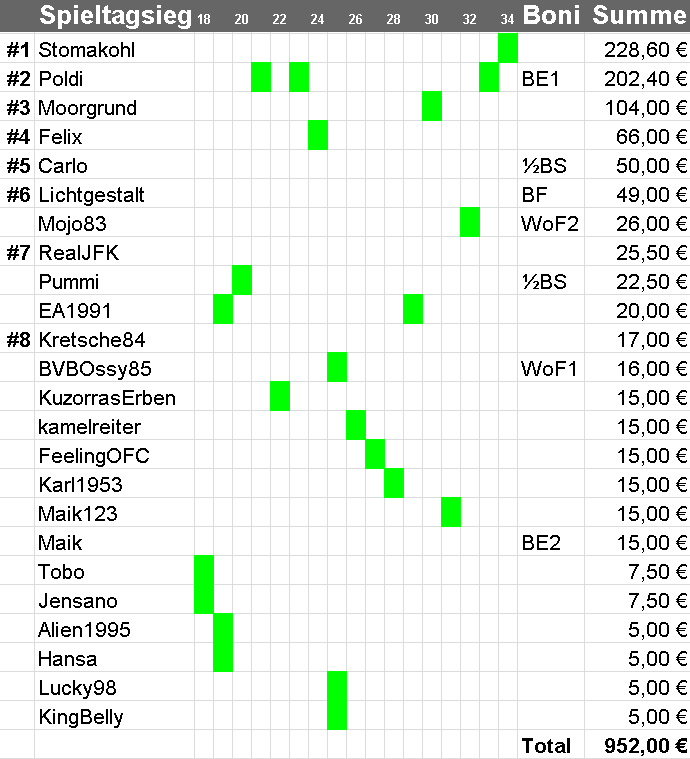 Spieltagsieg 18 20 22 24 26 28 30 32 34 Boni Summe
#1 Stomakohl 228,60 €
#2 Poldi BE1 202,40 €
#3 Moorgrund 104,00 €
#4 Felix 66,00 €
#5 Carlo ½BS 50,00 €
#6 Lichtgestalt BF 49,00 €
Mojo83 WoF2 26,00 €
#7 RealJFK 25,50 €
Pummi ½BS 22,50 €
EA1991 20,00 €
#8 Kretsche84 17,00 €
BVBOssy85 WoF1 16,00 €
KuzorrasErben 15,00 €
kamelreiter 15,00 €
FeelingOFC 15,00 €
Karl1953 15,00 €
Maik123 15,00 €
Maik BE2 15,00 €
Tobo 7,50 €
Jensano 7,50 €
Alien1995 5,00 €
Hansa 5,00 €
Lucky98 5,00 €
KingBelly 5,00 €
Total 952,00 €